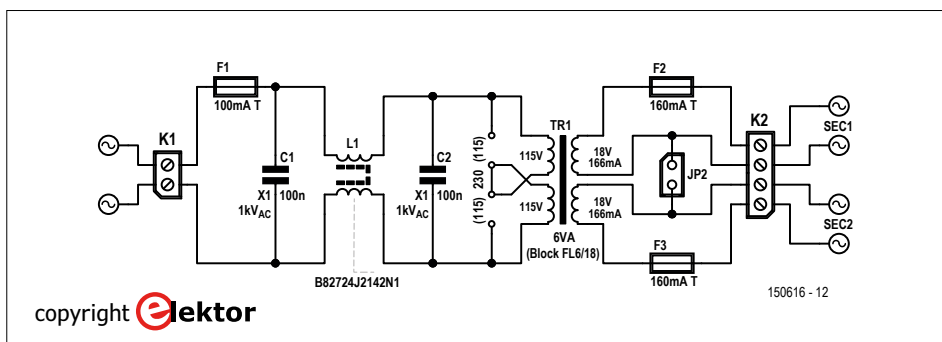 F1
100mA T
K1
C1
X1
100n
1kVAC
L1
B82724J2142N1
C2
X1
100n
1kVAC
(115)
230
(115)
TR1
115V
115V
18V
166mA
18V
166mA
6VA
(Block FL6/18)
F2
160mA T
JP2
F3
160mA T
K2
SEC1
SEC2
150616 - 12
copyright elektor